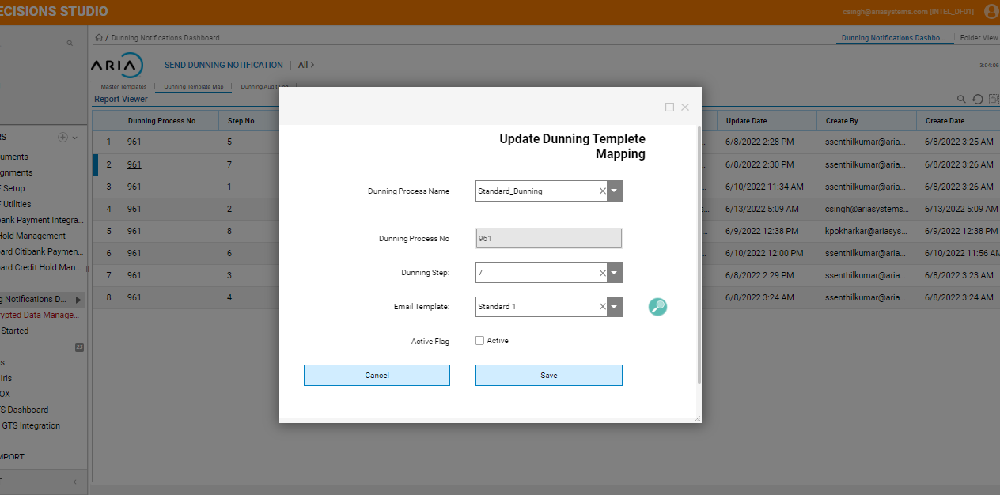 ECISIONS STUDIO
csingh@ariasystems.com [INTEL_DF01]
/ Dunning Notifications Dashboard
Dunning Notifications Dashbo...
Folder View
ARIA
SEND DUNNING NOTIFICATION
All >
3:04:06
Master Templates
Dunning Template Map
Dunning Audit
Report Viewer
Dunning Process No
Step No
Update Date
Create By
Create Date
1 961 5 6/8/2022 2:28 PM ssenthilkumar@aria... 6/8/2022 3:25 AM
2 961 7 6/8/2022 2:30 PM ssenthilkumar@aria... 6/8/2022 3:26 AM
3 961 1 6/10/2022 11:34 AM ssenthilkumar@aria... 6/8/2022 3:26 AM
4 961 2 s... 6/13/2022 5:09 AM csingh@ariasystems... 6/13/2022 5:09 AM
5 961 8 ... 6/9/2022 12:38 PM kpokharkar@ariasys... 6/9/2022 12:38 PM
6 961 6 6/10/2022 12:00 PM ssenthilkumar@aria... 6/10/2022 11:56 AM
7 961 3 6/8/2022 2:29 PM ssenthilkumar@aria... 6/8/2022 3:23 AM
8 961 4 6/8/2022 3:24 AM ssenthilkumar@aria... 6/8/2022 3:24 AM
RS
uments
gnments
F Setup
F Utilities
bank Payment Integra...
Hold Management
oard Citibank Paymen...
oard Credit Hold Man...
g Notifications D...
rypted Data Manage...
Started
23
s
Iris
OX
TS Dashboard
GTS Integration
MPORT
T
Update Dunning Templete
Mapping
Dunning Process Name
Standard_Dunning
Dunning Process No
961
Dunning Step:
7
Email Template:
Standard 1
Active Flag
Active
Cancel
Save